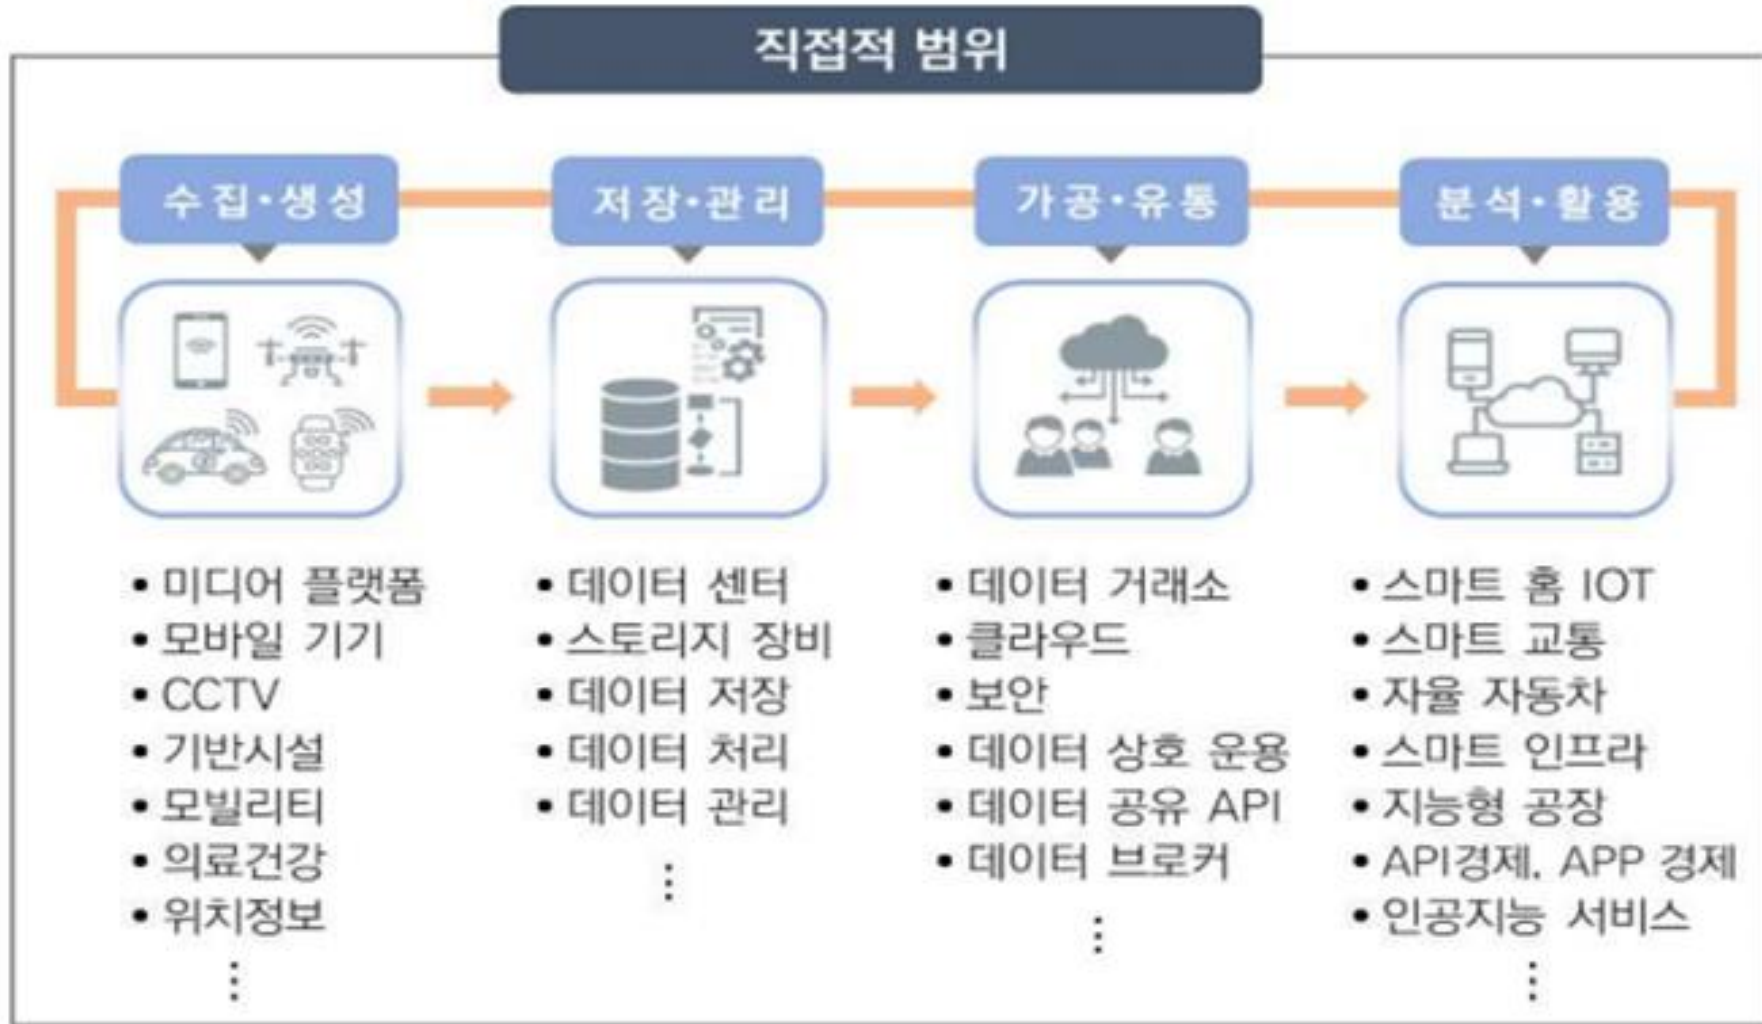 직접적 범위
수집·생성
저장·관리
가공·유통
분석·활용
• 미디어 플랫폼
• 모바일 기기
• CCTV
• 기반시설
• 모빌리티
• 의료건강
• 위치정보
⋮
• 데이터 센터
• 스토리지 장비
• 데이터 저장
• 데이터 처리
• 데이터 관리
⋮
• 데이터 거래소
• 클라우드
• 보안
• 데이터 상호 운용
• 데이터 공유 API
• 데이터 브로커
⋮
• 스마트 홈 IOT
• 스마트 교통
• 자율 자동차
• 스마트 인프라
• 지능형 공장
• API경제, APP 경제
• 인공지능 서비스
⋮